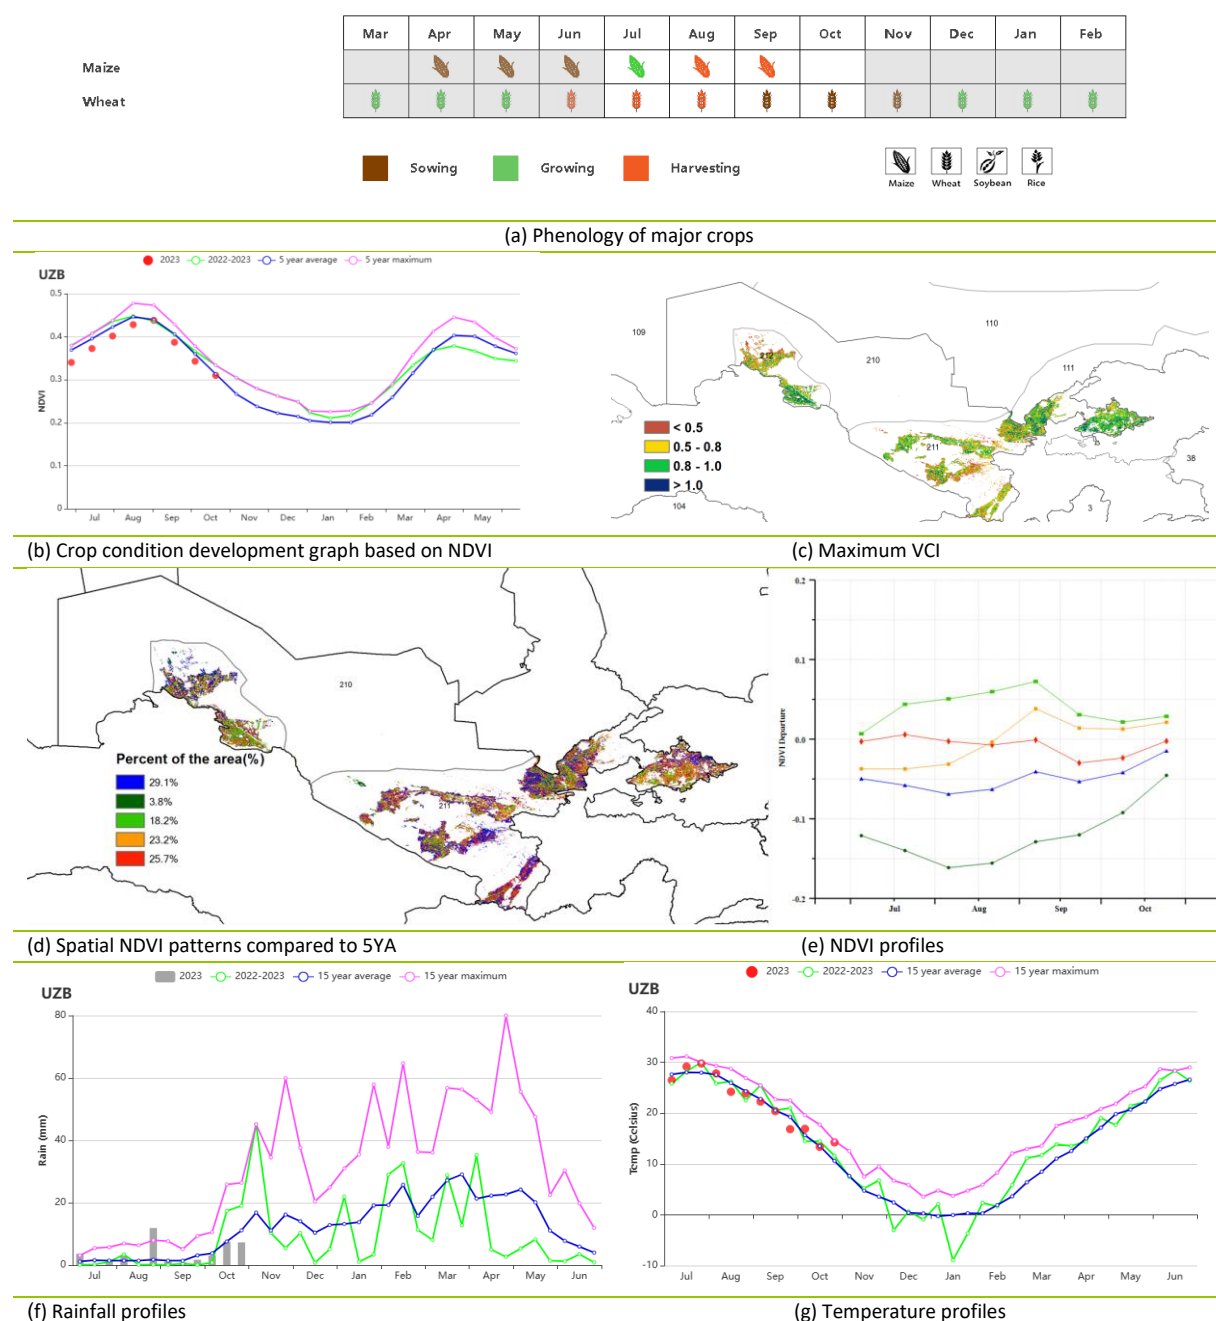 Mar Apr May Jun Jul Aug Sep Oct Nov Dec Jan Feb
Maize
Wheat
Sowing Growing Harvesting
Maize Wheat Soybean Rice
(a) Phenology of major crops
2023 2022-2023 5 year average 5 year maximum
UZB
0.5
0.4
0.3
0.2
0.1
0
NDVI
Jul Aug Sep Oct Nov Dec Jan Feb Mar Apr May
109
110
210
111
212
211
38
104
3
< 0.5
0.5 - 0.8
0.8 - 1.0
> 1.0
(b) Crop condition development graph based on NDVI
(c) Maximum VCI
210
211
Percent of the area(%)
29.1%
3.8%
18.2%
23.2%
25.7%
0.2
0.1
0.0
-0.1
-0.2
NDVI Departure
Jul Aug Sep Oct
(d) Spatial NDVI patterns compared to 5YA
(e) NDVI profiles
2023 2022-2023 15 year average 15 year maximum
UZB
80
60
40
20
0
Rain (mm)
Jul Aug Sep Oct Nov Dec Jan Feb Mar Apr May Jun
2023 2022-2023 15 year average 15 year maximum
UZB
40
30
20
10
0
-10
Temp (Celsius)
Jul Aug Sep Oct Nov Dec Jan Feb Mar Apr May Jun
(f) Rainfall profiles
(g) Temperature profiles